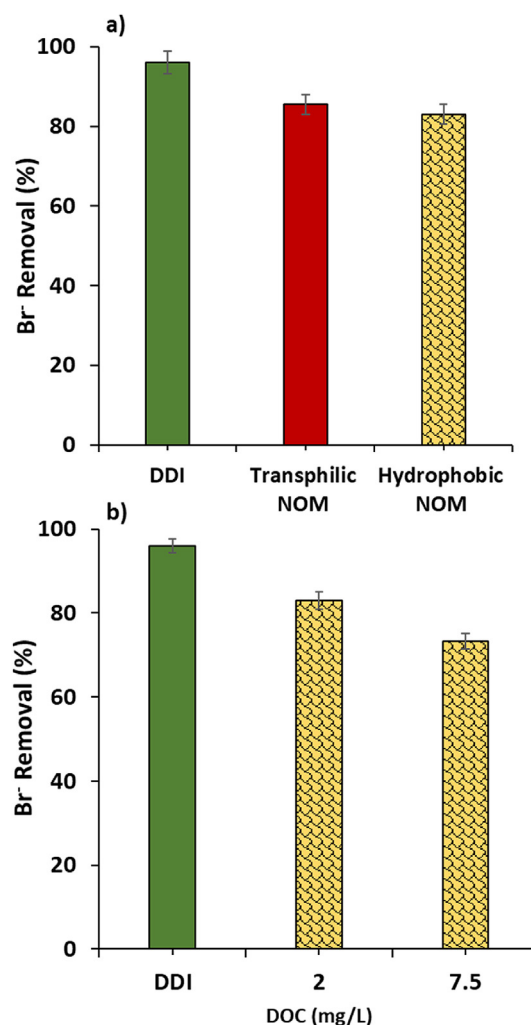 a)
100
80
60
40
20
0
Br⁻ Removal (%)
DDI
Transphilic NOM
Hydrophobic NOM
b)
100
80
60
40
20
0
Br⁻ Removal (%)
DDI
2
7.5
DOC (mg/L)